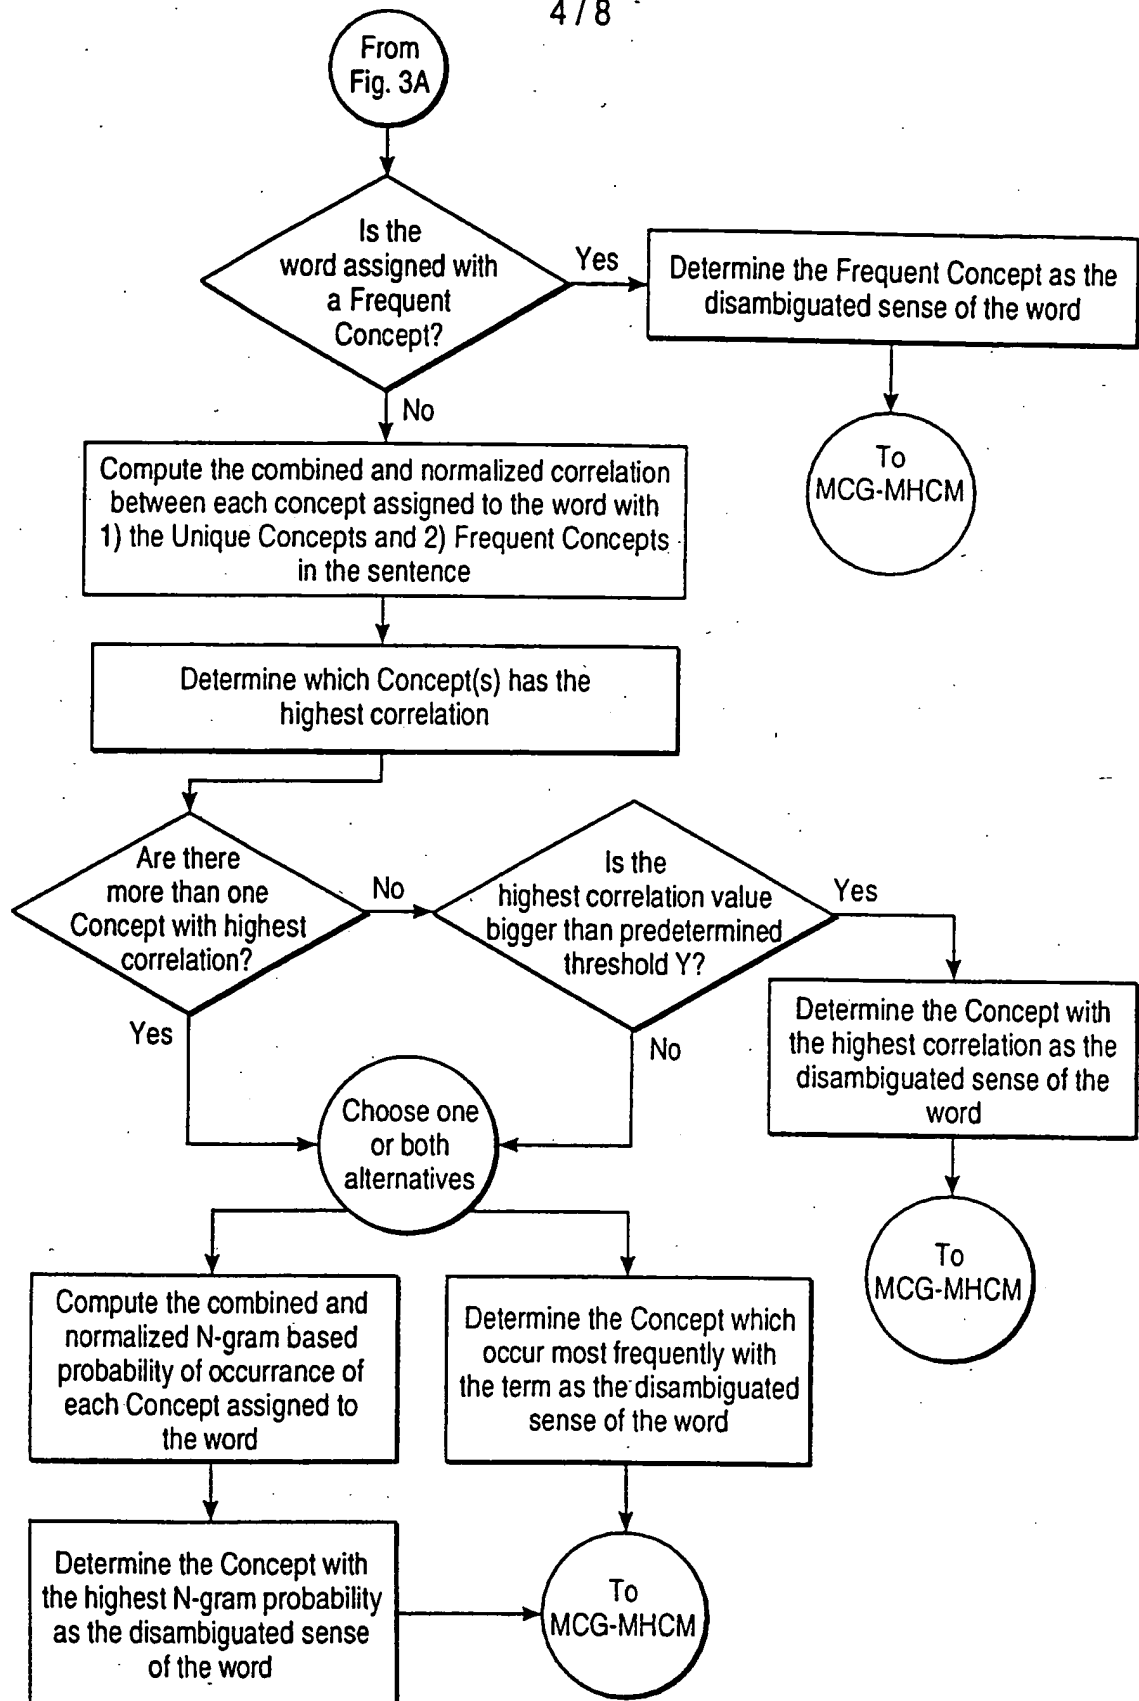 4 / 8
From
Fig. 3A
Is the
word assigned with
a Frequent
Concept?
Yes
Determine the Frequent Concept as the
disambiguated sense of the word
No
To
MCG-MHCM
Compute the combined and normalized correlation
between each concept assigned to the word with
1) the Unique Concepts and 2) Frequent Concepts
in the sentence
Determine which Concept(s) has the
highest correlation
Are there
more than one
Concept with highest
correlation?
No
Is the
highest correlation value
bigger than predetermined
threshold Y?
Yes
Yes
No
Determine the Concept with
the highest correlation as the
disambiguated sense of the
word
Choose one
or both
alternatives
To
MCG-MHCM
Compute the combined and
normalized N-gram based
probability of occurrance of
each Concept assigned to
the word
Determine the Concept which
occur most frequently with
the term as the disambiguated
sense of the word
Determine the Concept with
the highest N-gram probability
as the disambiguated sense
of the word
To
MCG-MHCM